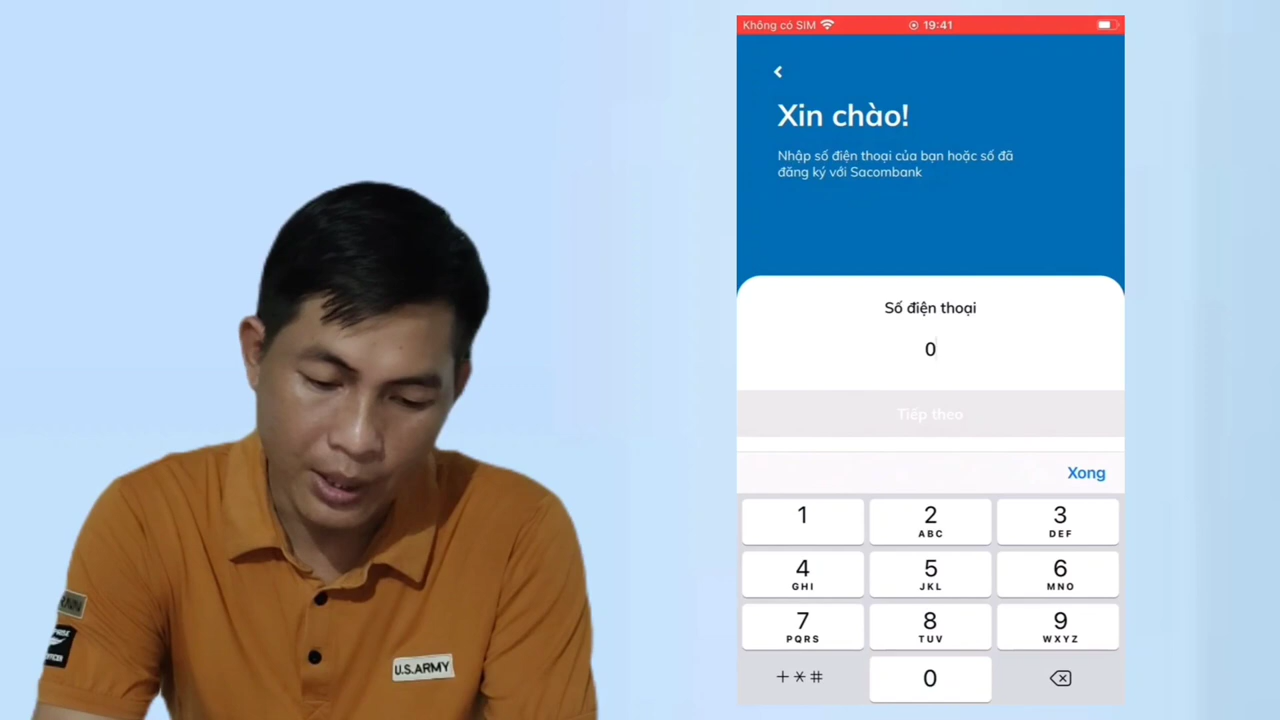 Không có SIM
19:41
Xin chào!
Nhập số điện thoại của bạn hoặc số đã
đăng ký với Sacombank
Số điện thoại
0
Tiếp theo
Xong
1
2 ABC
3 DEF
4 GHI
5 JKL
6 MNO
7 PQRS
8 TUV
9 WXYZ
+*#
0
U.S.ARMY